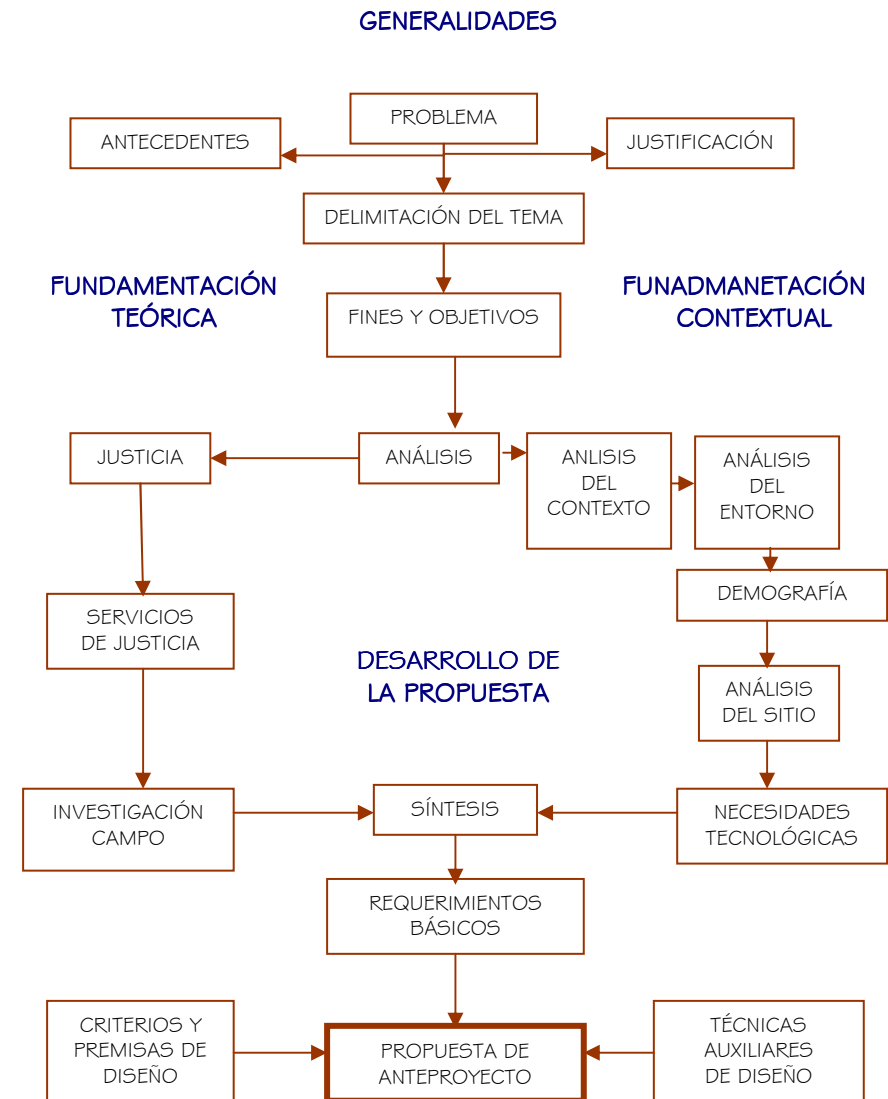 GENERALIDADES
PROBLEMA
ANTECEDENTES
JUSTIFICACIÓN
DELIMITACIÓN DEL TEMA
FUNDAMENTACIÓN
TEÓRICA
FUNADMANETACIÓN
CONTEXTUAL
FINES Y OBJETIVOS
JUSTICIA
ANÁLISIS
ANLISIS
DEL
CONTEXTO
ANÁLISIS
DEL
ENTORNO
DEMOGRAFÍA
SERVICIOS
DE JUSTICIA
DESARROLLO DE
LA PROPUESTA
ANÁLISIS
DEL SITIO
INVESTIGACIÓN
CAMPO
SÍNTESIS
NECESIDADES
TECNOLÓGICAS
REQUERIMIENTOS
BÁSICOS
CRITERIOS Y
PREMISAS DE
DISEÑO
PROPUESTA DE
ANTEPROYECTO
TÉCNICAS
AUXILIARES
DE DISEÑO